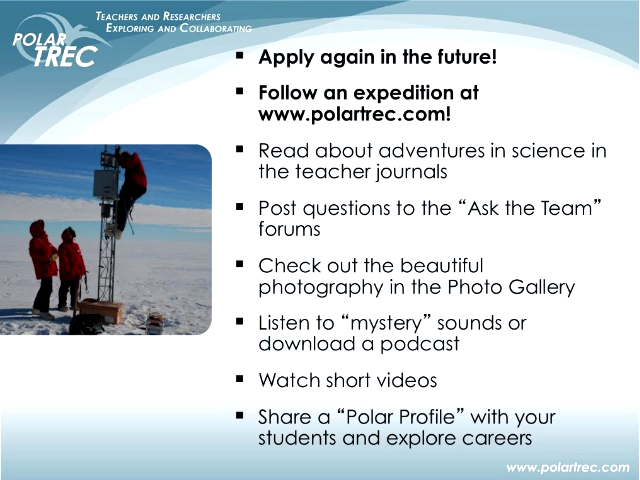 TEACHERS AND RESEARCHERS
EXPLORING AND COLLABORATING
POLAR
TREC
▪ Apply again in the future!
▪ Follow an expedition at
www.polartrec.com!
▪ Read about adventures in science in
the teacher journals
▪ Post questions to the “Ask the Team”
forums
▪ Check out the beautiful
photography in the Photo Gallery
▪ Listen to “mystery” sounds or
download a podcast
▪ Watch short videos
▪ Share a “Polar Profile” with your
students and explore careers
www.polartrec.com